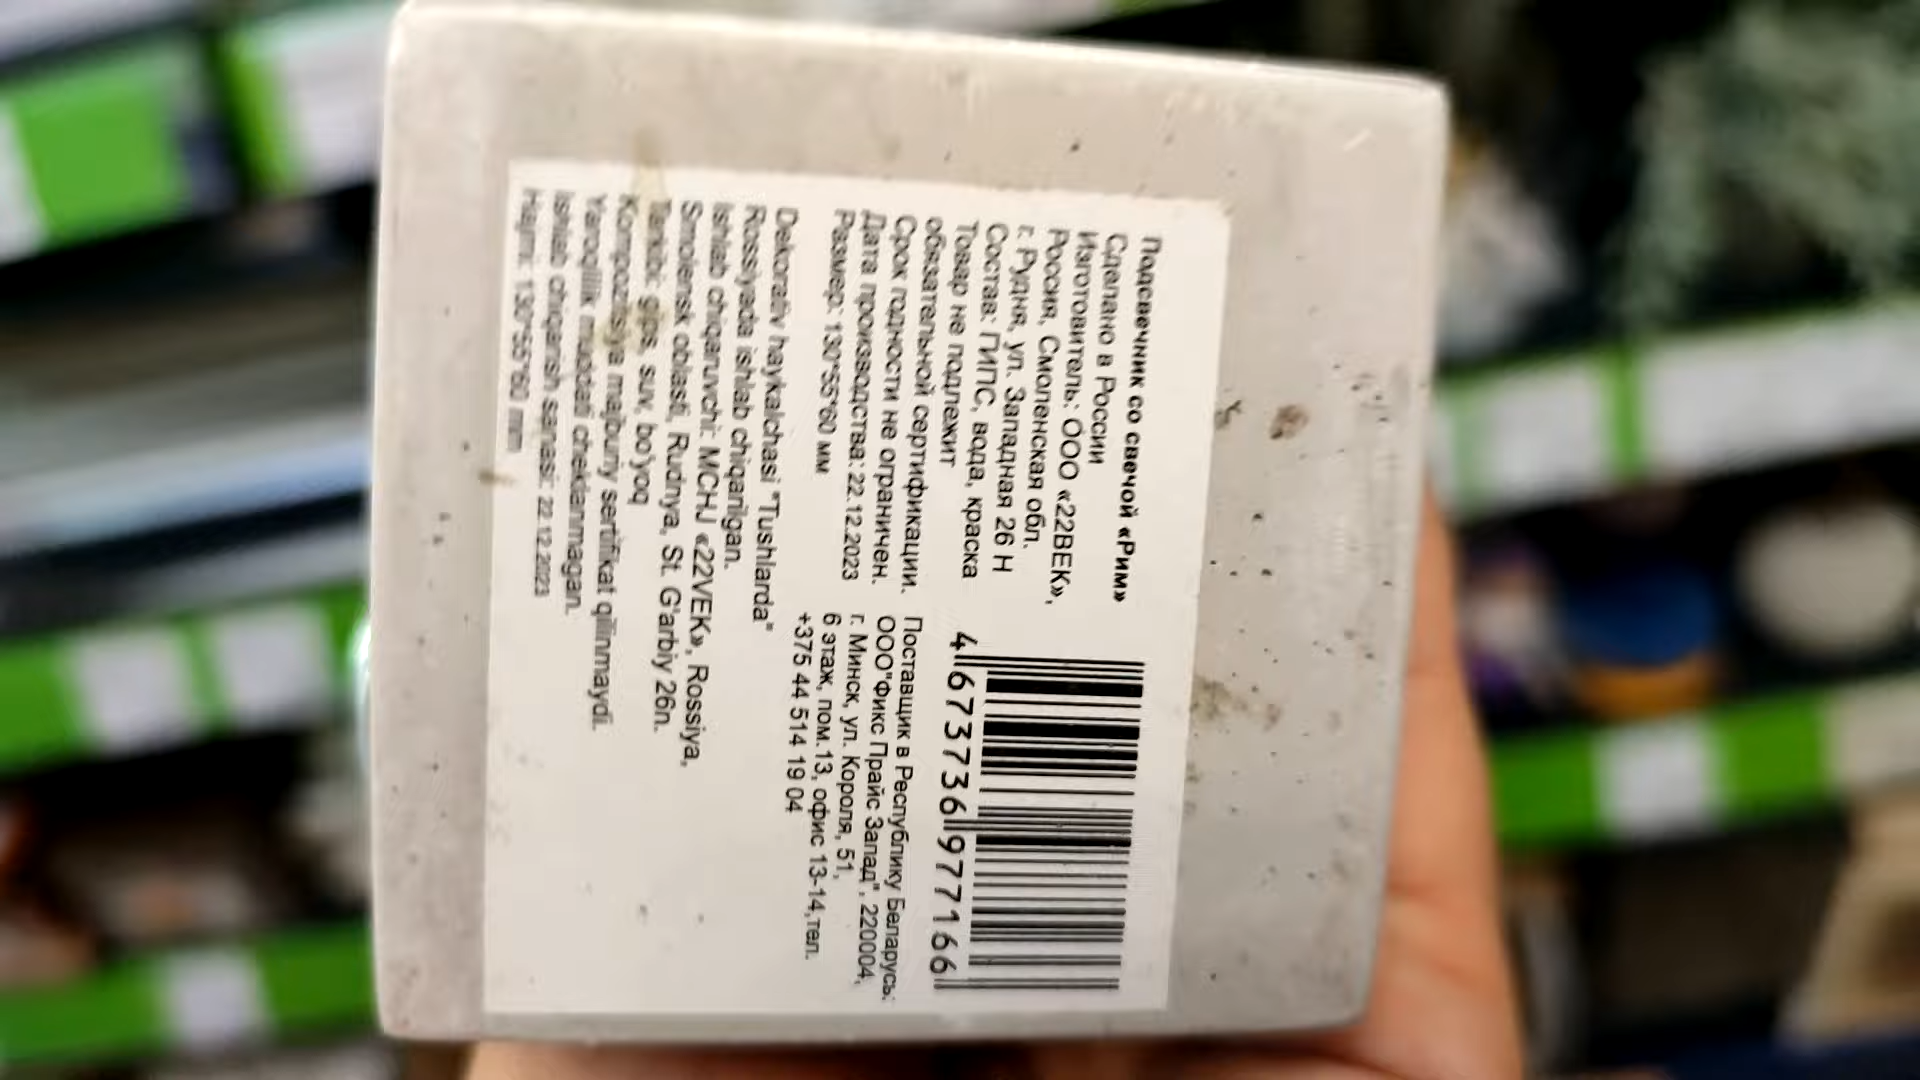 Подсвечник со свечой «Рим»
Сделано в России
Изготовитель: ООО «22ВЕК»,
Россия, Смоленская обл.
г. Рудня, ул. Западная 26 Н
Состав: ГИПС, вода, краска
Товар не подлежит
обязательной сертификации.
Срок годности не ограничен.
Дата производства: 22.12.2023
Размер: 130*55*60 мм
4 673736 977166
Поставщик в Республику Беларусь:
ООО"Фикс Прайс Запад", 220004,
г. Минск, ул. Короля, 51,
6 этаж, пом.13, офис 13-14,тел.
+375 44 514 19 04
Dekorativ haykalchasi "Tushlarda"
Rossiyada ishlab chiqarilgan.
Ishlab chiqaruvchi: MCHJ «22VEK», Rossiya,
Smolensk oblasti, Rudnya, St. G'arbiy 26n.
Tarkibi: gips, suv, bo'yoq
Kompozitsiya majburiy sertifikat qilinmaydi.
Yaroqlilik muddati cheklanmagan.
Ishlab chiqarish sanasi: 22.12.2023
Hajmi: 130*55*60 mm